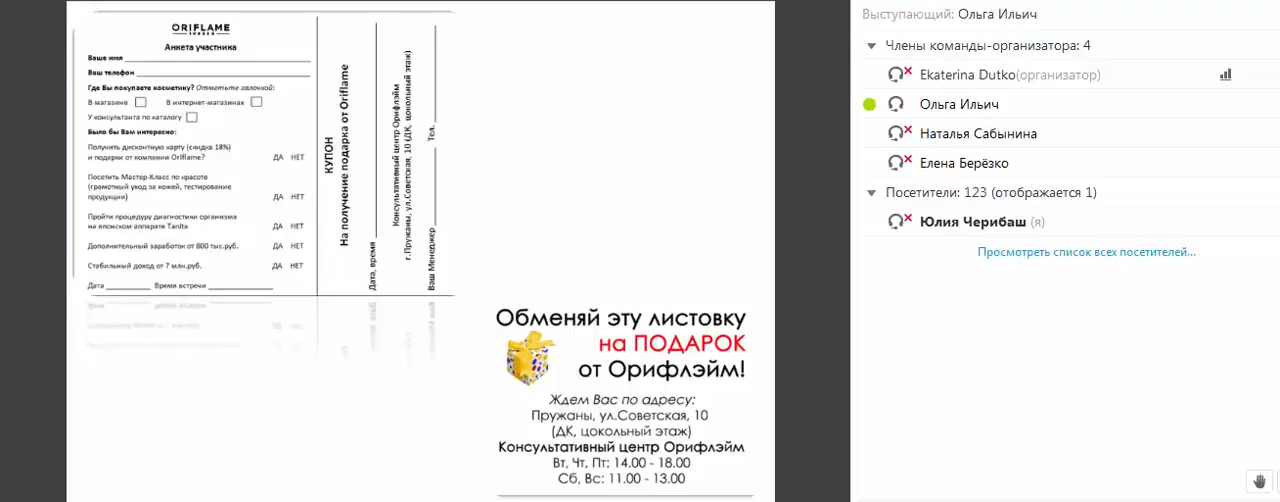 ORIFLAME
SWEDEN
Анкета участника
Ваше имя
Ваш телефон
Где Вы покупаете косметику? Отметьте галочкой:
В магазине
В интернет-магазинах
У консультанта по каталогу
Было бы Вам интересно:
Получить дисконтную карту (скидка 18%)
и подарки от компании Oriflame? ДА НЕТ
Посетить Мастер-Класс по красоте
(грамотный уход за кожей, тестирование
продукции) ДА НЕТ
Пройти процедуру диагностики организма
на японском аппарате Tanita ДА НЕТ
Дополнительный заработок от 800 тыс.руб. ДА НЕТ
Стабильный доход от 7 млн.руб. ДА НЕТ
Дата Время встречи
КУПОН
На получение подарка от Oriflame
Дата, время
Консультативный центр Орифлэйм
г.Пружаны, ул.Советская, 10 (ДК, цокольный этаж)
Ваш Менеджер Тел.
Обменяй эту листовку
на ПОДАРОК
от Орифлэйм!
Ждем Вас по адресу:
Пружаны, ул.Советская, 10
(ДК, цокольный этаж)
Консультативный центр Орифлэйм
Вт, Чт, Пт: 14.00 - 18.00
Сб, Вс: 11.00 - 13.00
Выступающий: Ольга Ильич
Члены команды-организатора: 4
Ekaterina Dutko(организатор)
Ольга Ильич
Наталья Сабынина
Елена Берёзко
Посетители: 123 (отображается 1)
Юлия Черибаш (я)
Просмотреть список всех посетителей...